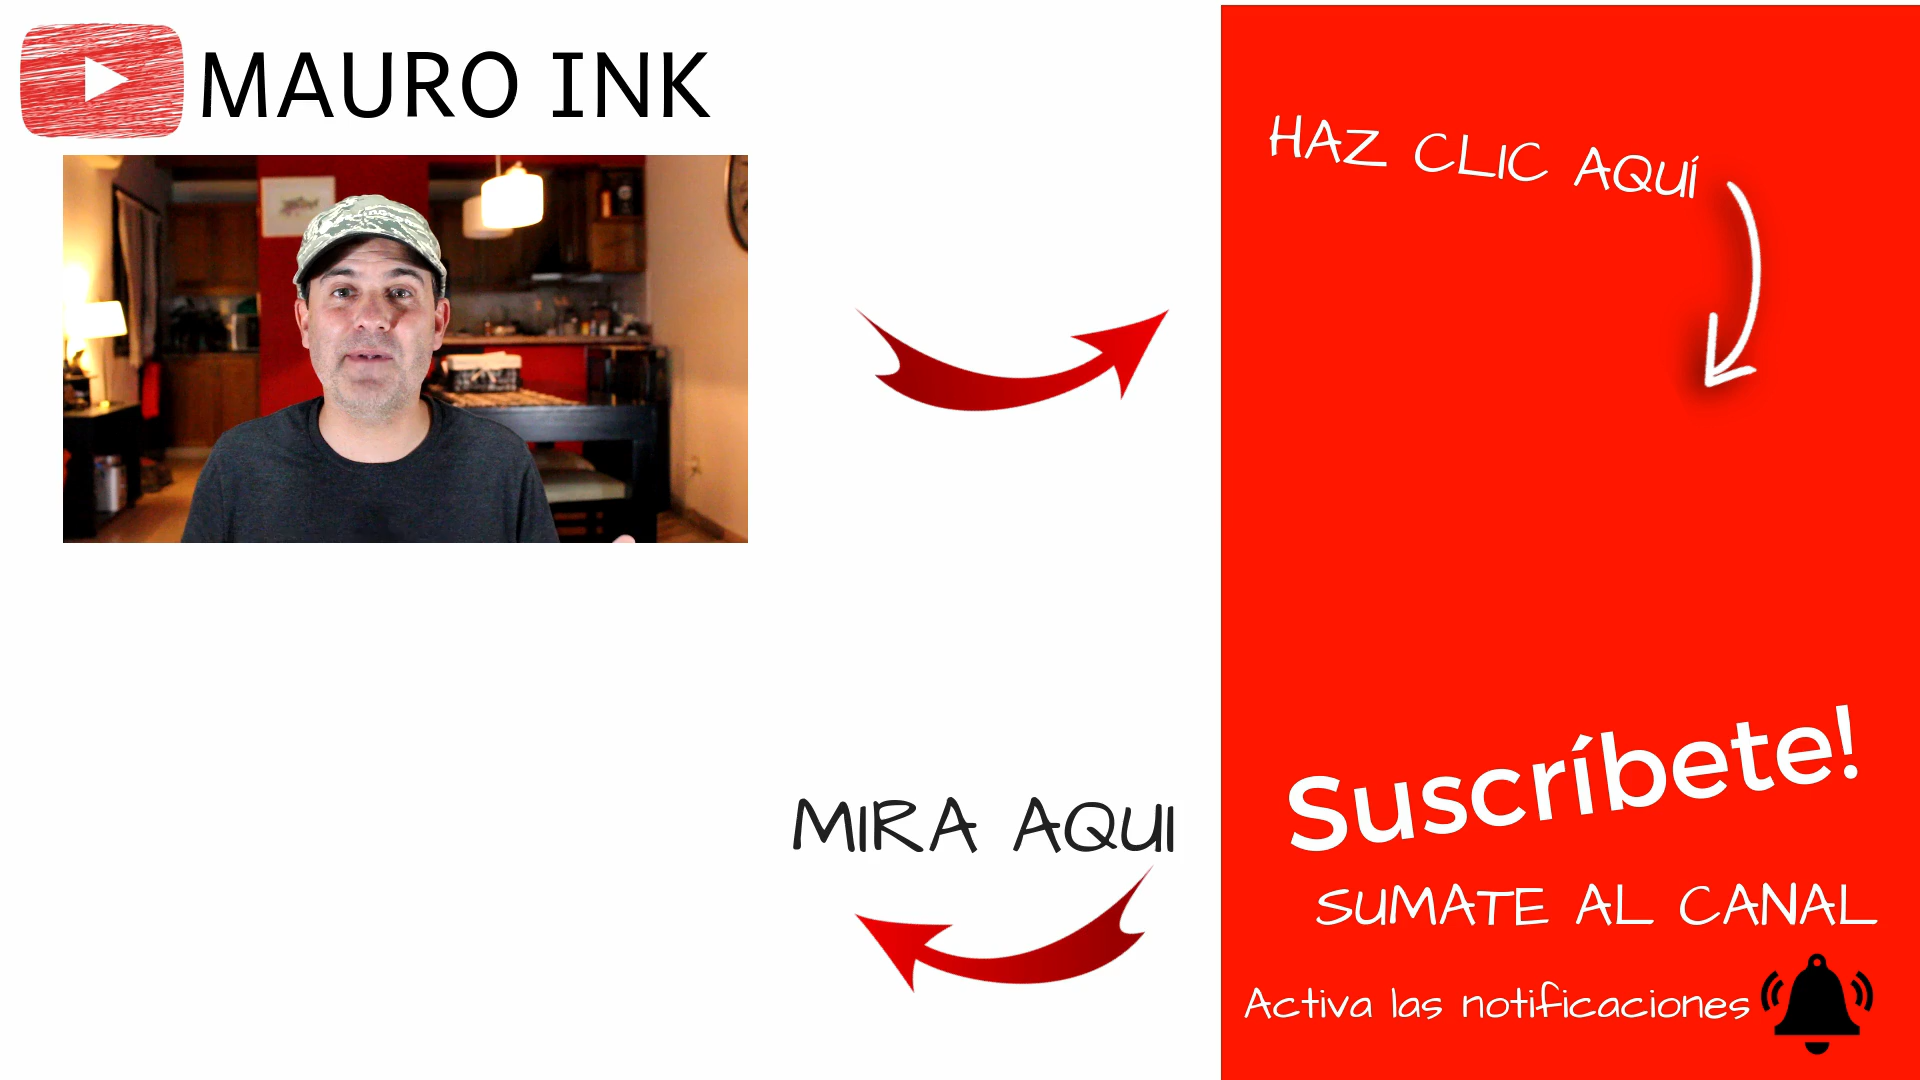 MAURO INK
HAZ CLIC AQUÍ
MIRA AQUI
Suscríbete!
SUMATE AL CANAL
Activa las notificaciones